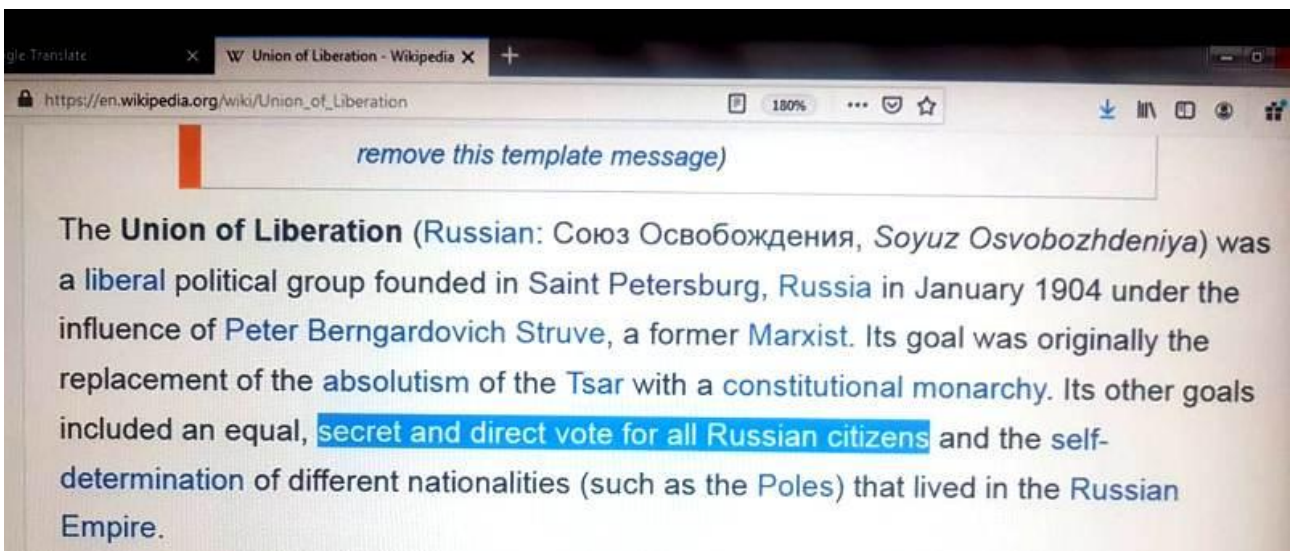 gle Translate × W Union of Liberation - Wikipedia × +
https://en.wikipedia.org/wiki/Union_of_Liberation 180%
remove this template message)
The Union of Liberation (Russian: Союз Освобождения, Soyuz Osvobozhdeniya) was
a liberal political group founded in Saint Petersburg, Russia in January 1904 under the
influence of Peter Berngardovich Struve, a former Marxist. Its goal was originally the
replacement of the absolutism of the Tsar with a constitutional monarchy. Its other goals
included an equal, secret and direct vote for all Russian citizens and the self-
determination of different nationalities (such as the Poles) that lived in the Russian
Empire.